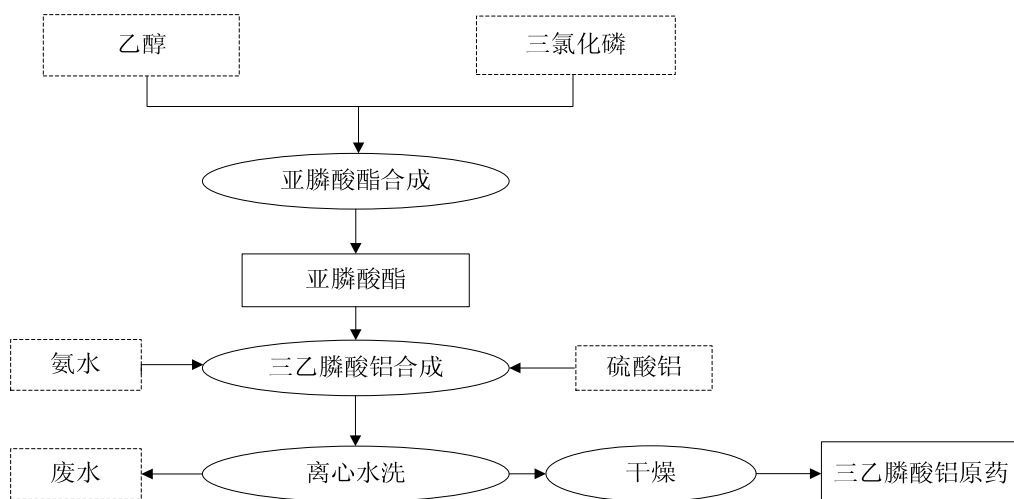 乙醇
三氯化磷
亚膦酸酯合成
亚膦酸酯
氨水
三乙膦酸铝合成
硫酸铝
废水
离心水洗
干燥
三乙膦酸铝原药